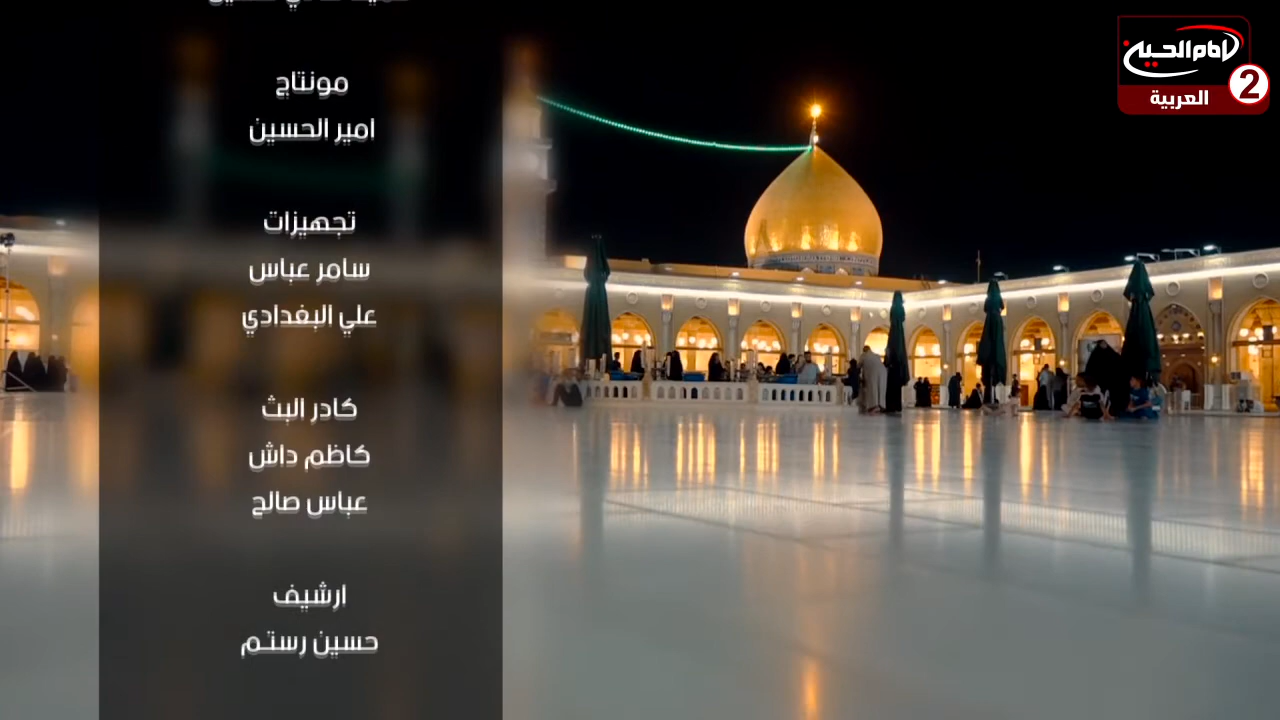 مونتاج
امير الحسين
تجهيزات
سامر عباس
علي البغدادي
كادر البث
كاظم داش
عباس صالح
ارشيف
حسين رستم
امام الحسين
2
العربية